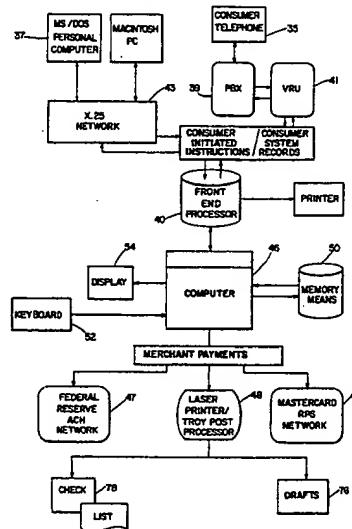 37
MS/DOS
PERSONAL
COMPUTER
MACINTOSH
PC
CONSUMER
TELEPHONE
35
43
X.25
NETWORK
39
PBX
VRU
41
CONSUMER
INITIATED
INSTRUCTIONS
/
CONSUMER
SYSTEM
RECORDS
FRONT
END
PROCESSOR
40
PRINTER
54
DISPLAY
46
COMPUTER
50
MEMORY
MEANS
KEYBOARD
52
MERCHANT PAYMENTS
FEDERAL
RESERVE
ACH
NETWORK
47
LASER
PRINTER/
TROY POST
PROCESSOR
48
MASTERCARD
RPS
NETWORK
CHECK
78
LIST
DRAFTS
76